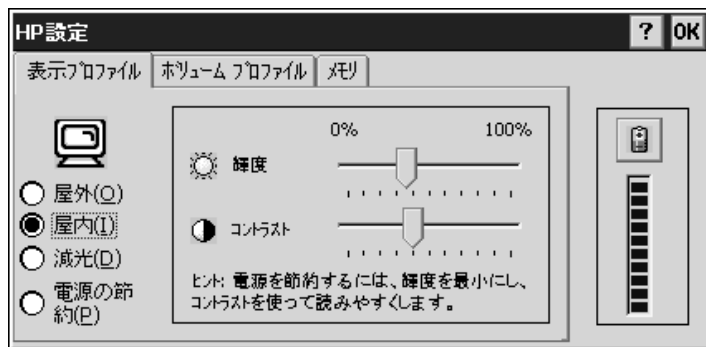 HP設定
? OK
表示プロファイル ボリューム プロファイル メモリ
0% 100%
輝度
屋外(O)
屋内(I)
コントラスト
減光(D)
電源の節
約(P)
ヒント: 電源を節約するには、輝度を最小にし、
コントラストを使って読みやすくします。